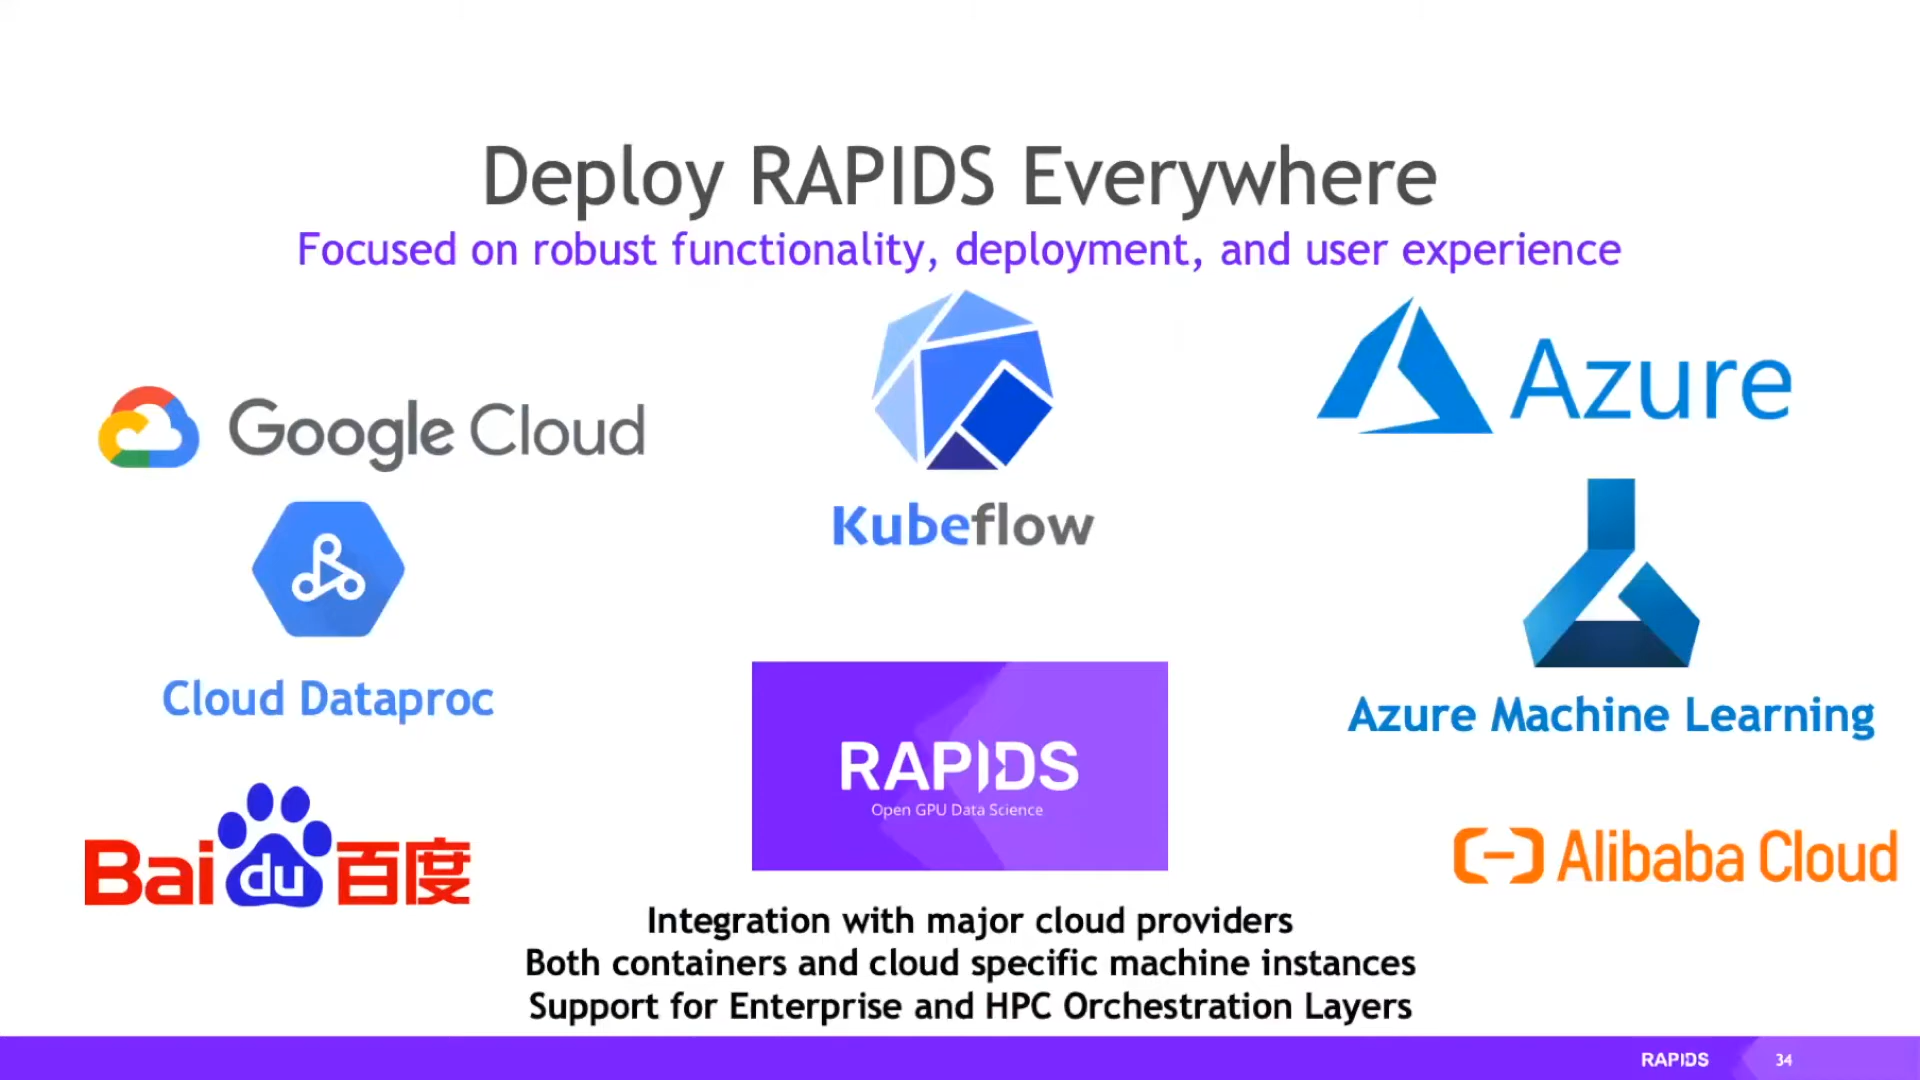 Deploy RAPIDS Everywhere
Focused on robust functionality, deployment, and user experience
Google Cloud
Kubeflow
Azure
Cloud Dataproc
Azure Machine Learning
RAPIDS
Open GPU Data Science
Baidu百度
Alibaba Cloud
Integration with major cloud providers
Both containers and cloud specific machine instances
Support for Enterprise and HPC Orchestration Layers
RAPIDS
34